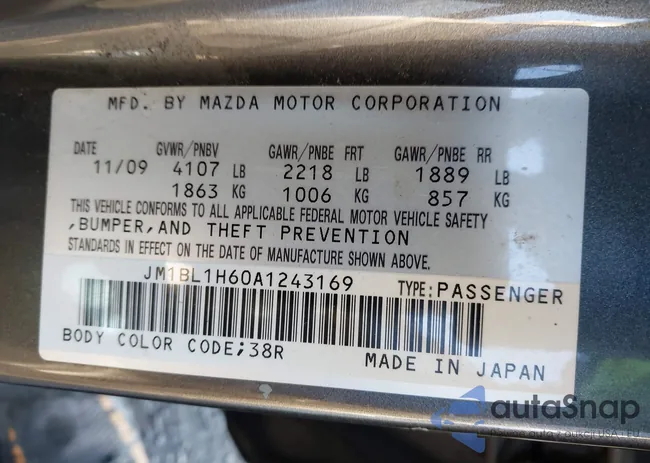 MFD. BY MAZDA MOTOR CORPORATION
DATE GVWR/PNBV GAWR/PNBE FRT GAWR/PNBE RR
11/09 4107 LB 2218 LB 1889 LB
1863 KG 1006 KG 857 KG
THIS VEHICLE CONFORMS TO ALL APPLICABLE FEDERAL MOTOR VEHICLE SAFETY
,BUMPER,AND THEFT PREVENTION
STANDARDS IN EFFECT ON THE DATE OF MANUFACTURE SHOWN ABOVE.
JM1BL1H60A1243169 TYPE:PASSENGER
BODY COLOR CODE;38R MADE IN JAPAN
autoSnap